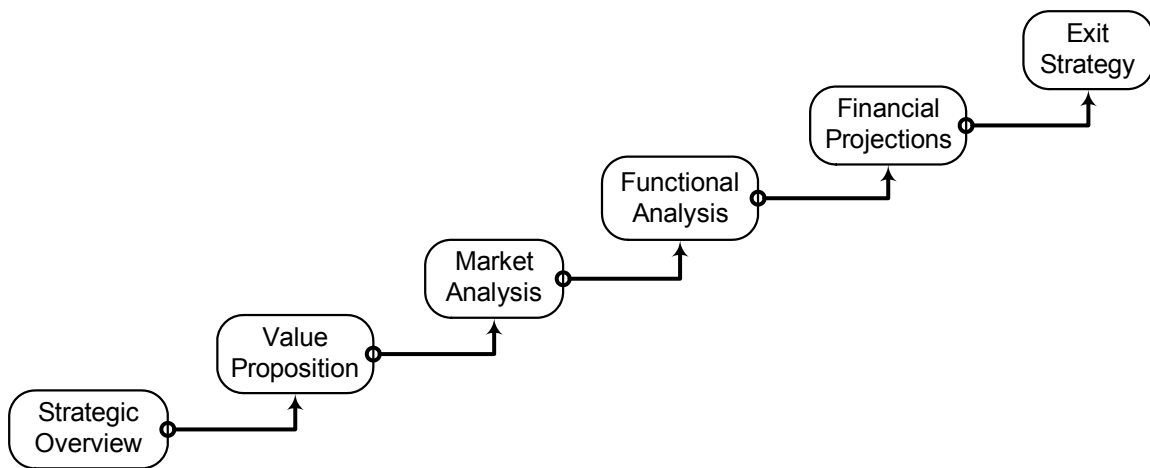 Strategic
Overview
Value
Proposition
Market
Analysis
Functional
Analysis
Financial
Projections
Exit
Strategy